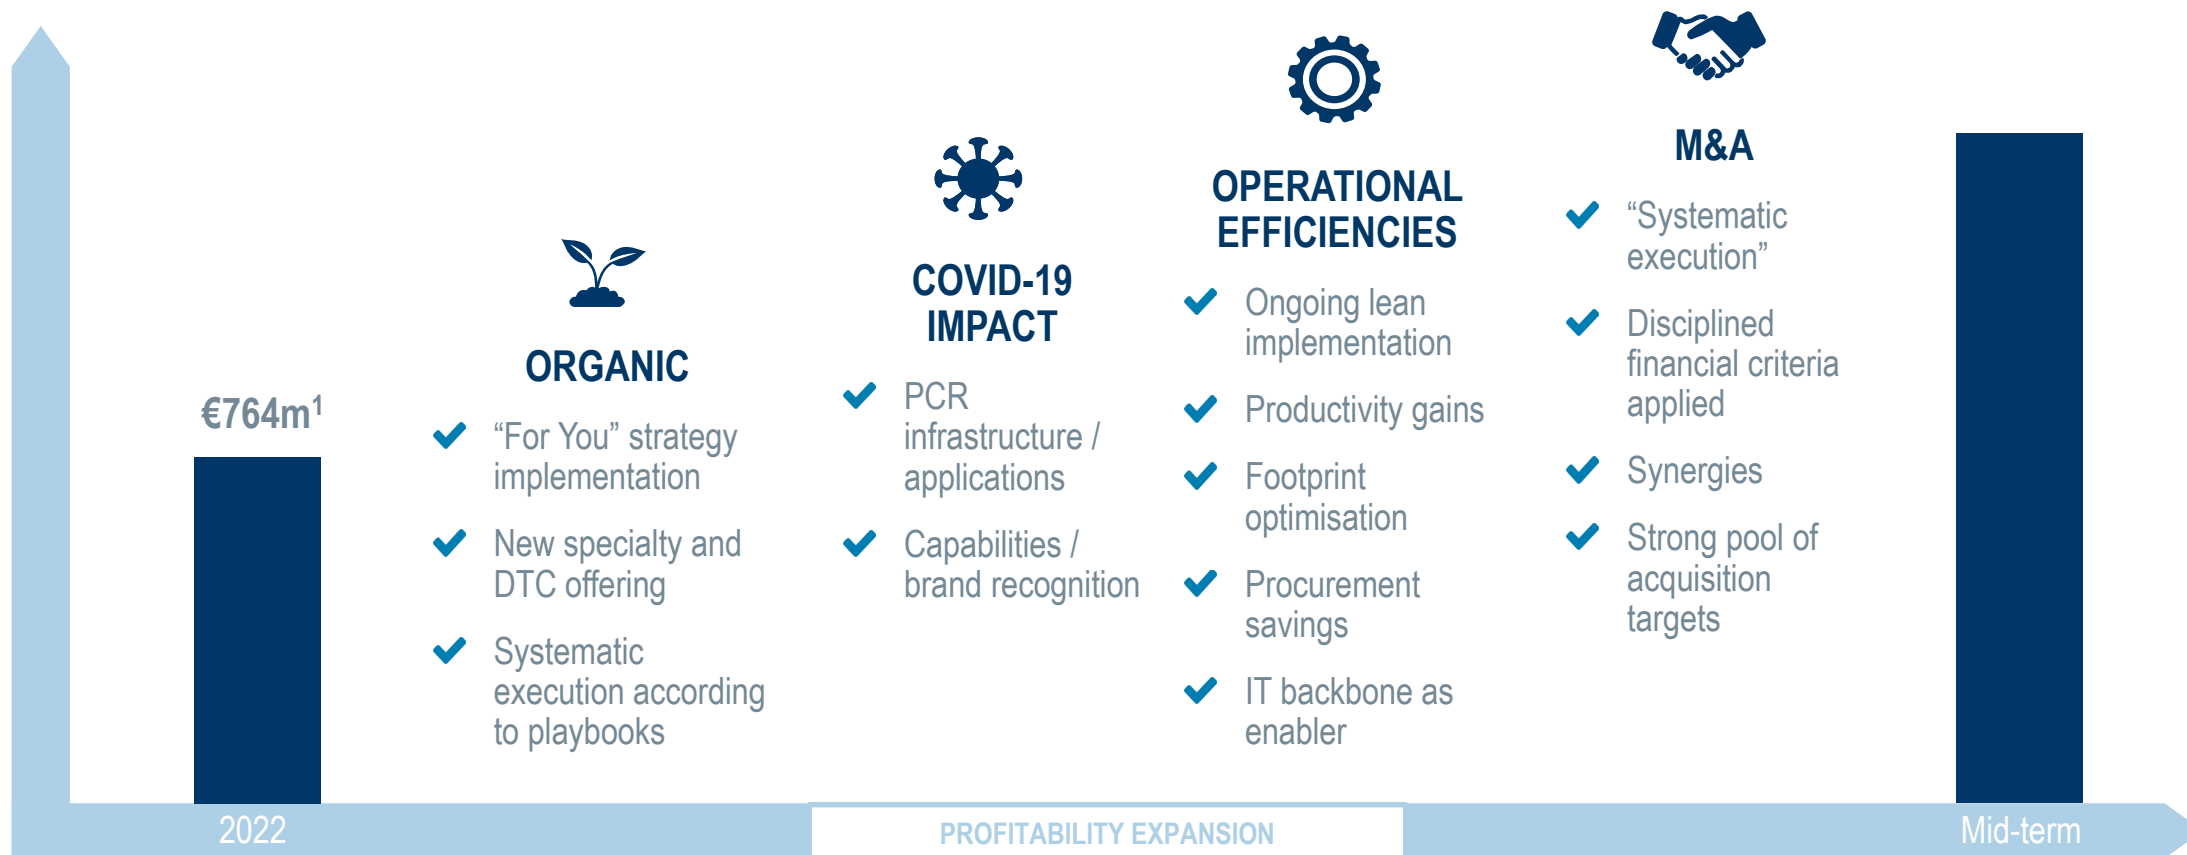 €764m¹
2022
ORGANIC
“For You” strategy
implementation
New specialty and
DTC offering
Systematic
execution according
to playbooks
COVID-19
IMPACT
PCR
infrastructure /
applications
Capabilities /
brand recognition
OPERATIONAL
EFFICIENCIES
Ongoing lean
implementation
Productivity gains
Footprint
optimisation
Procurement
savings
IT backbone as
enabler
M&A
“Systematic
execution”
Disciplined
financial criteria
applied
Synergies
Strong pool of
acquisition
targets
PROFITABILITY EXPANSION
Mid-term